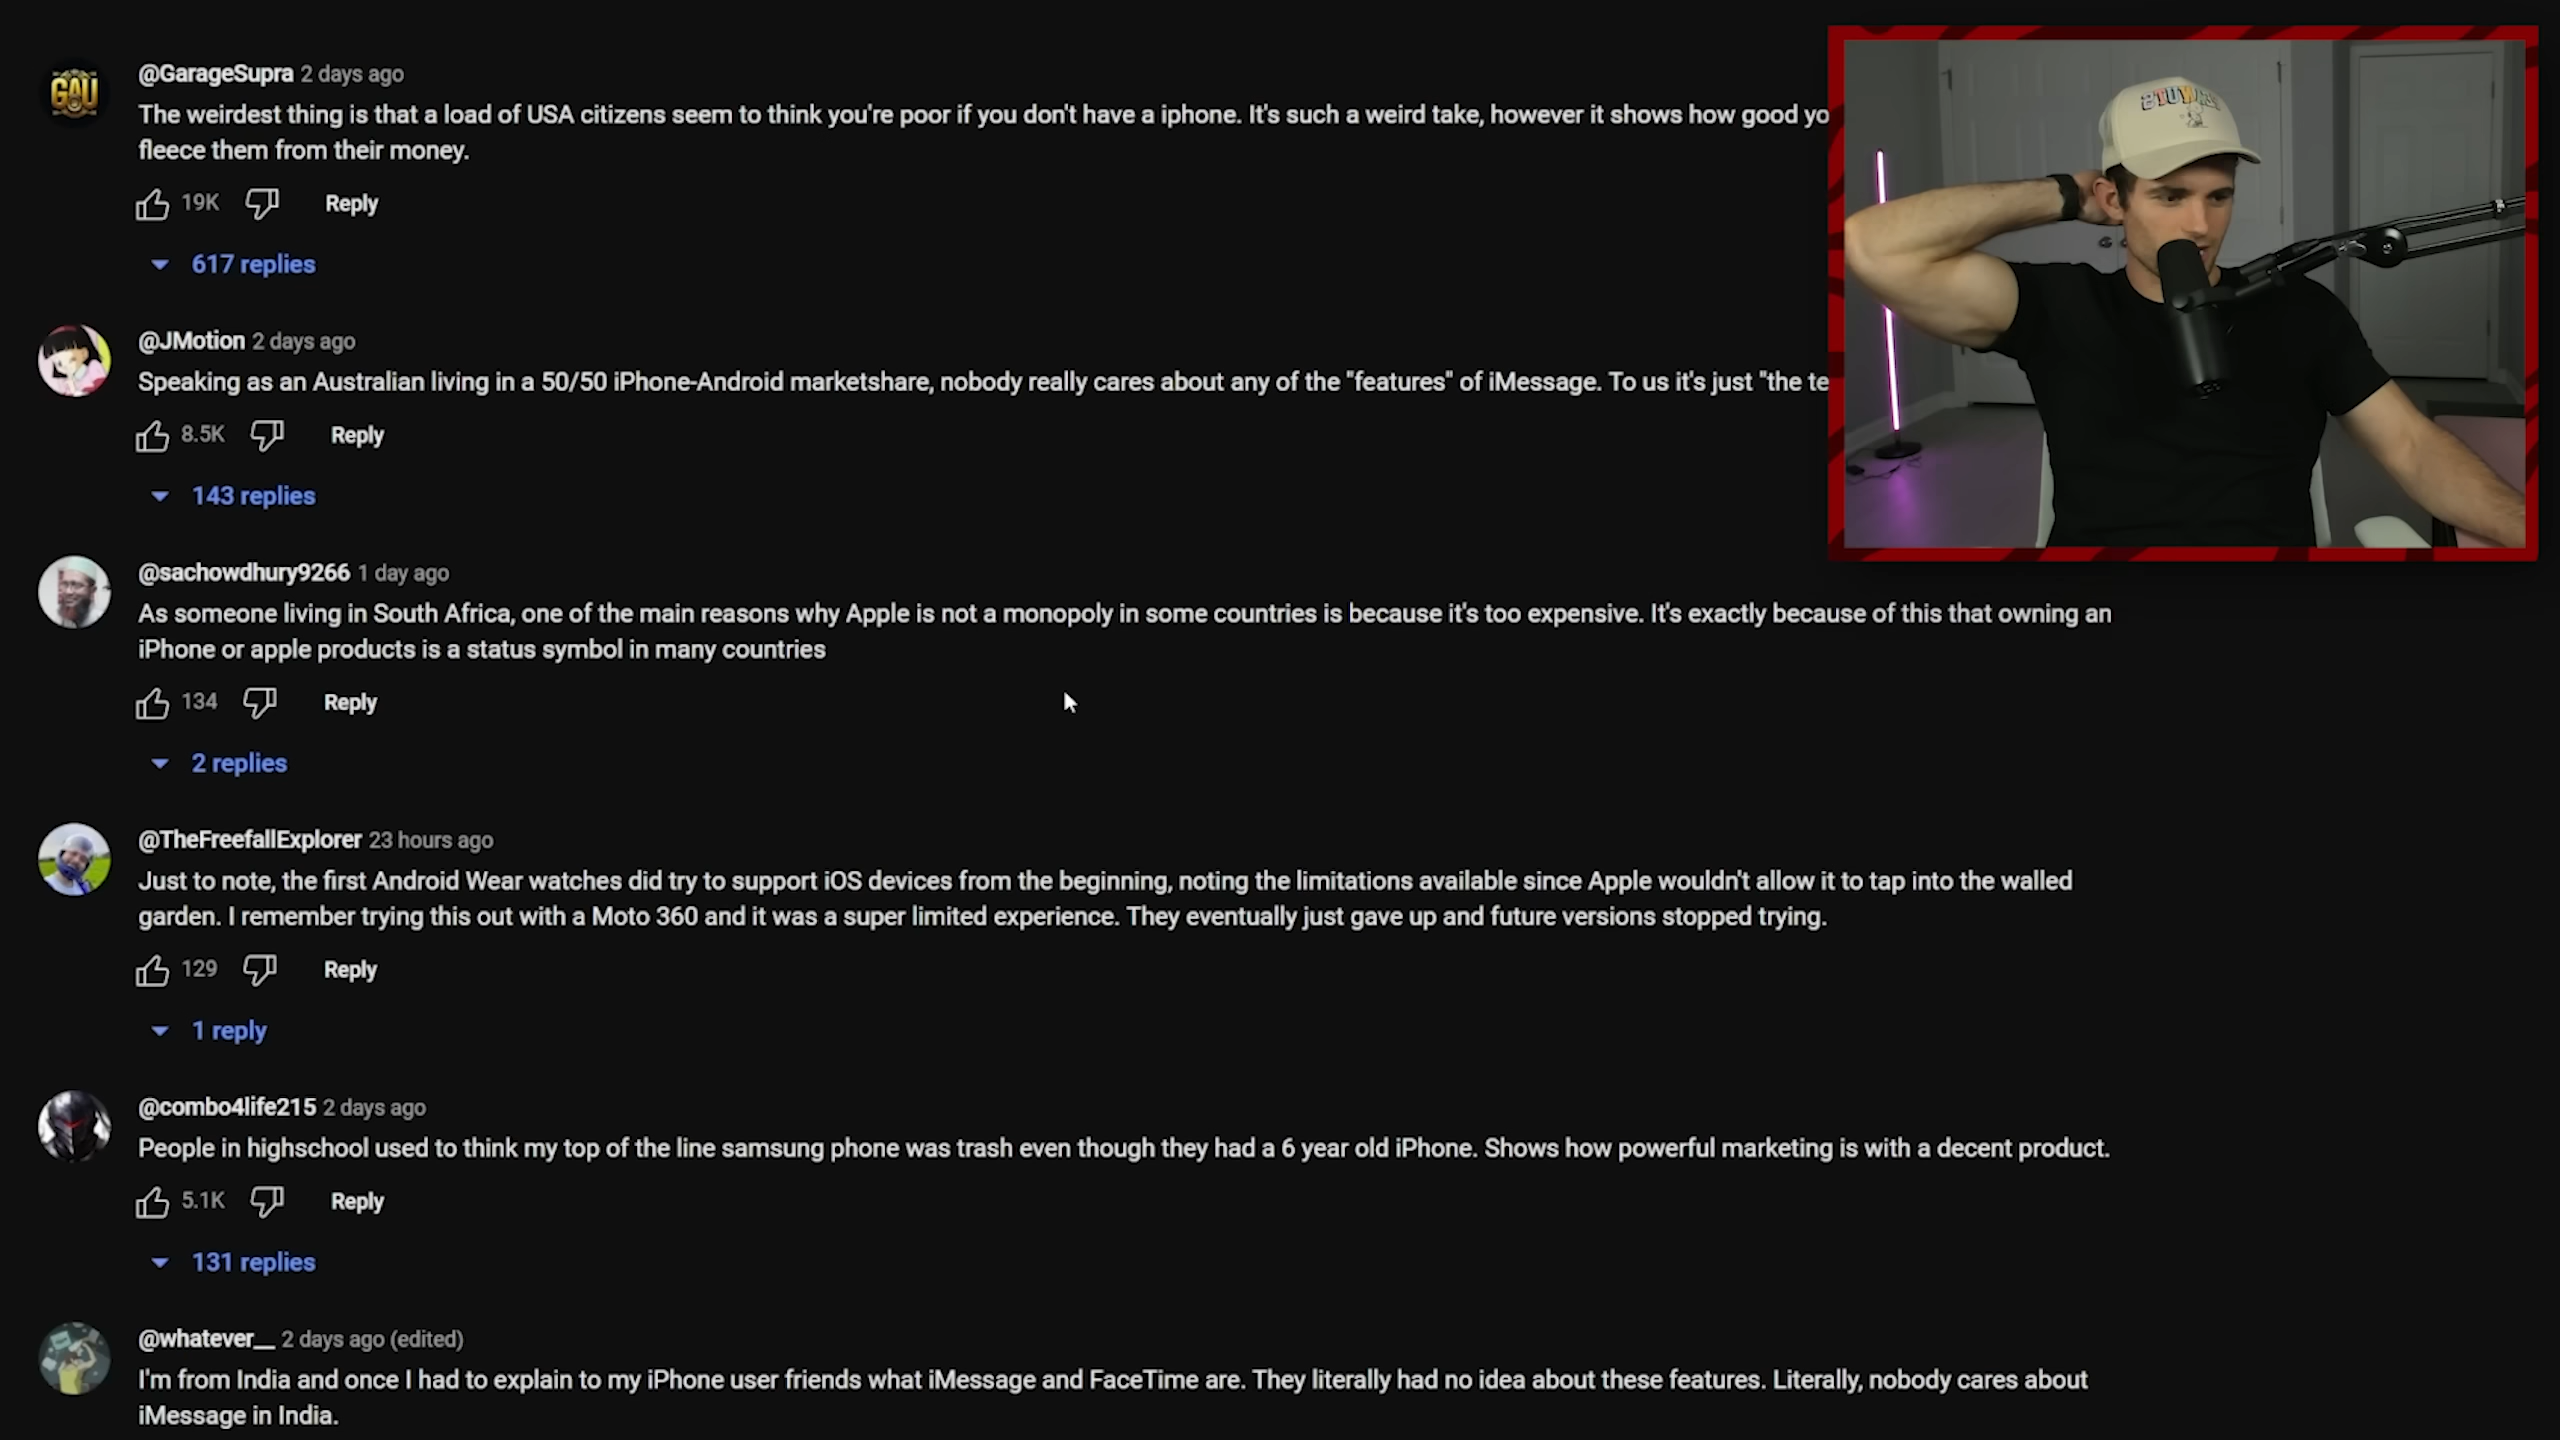 @GarageSupra 2 days ago
The weirdest thing is that a load of USA citizens seem to think you're poor if you don't have a iphone. It's such a weird take, however it shows how good
fleece them from their money.
19K Reply
617 replies
@JMotion 2 days ago
Speaking as an Australian living in a 50/50 iPhone-Android marketshare, nobody really cares about any of the "features" of iMessage. To us it's just "the
8.5K Reply
143 replies
@sachowdhury9266 1 day ago
As someone living in South Africa, one of the main reasons why Apple is not a monopoly in some countries is because it's too expensive. It's exactly because of this that owning an
iPhone or apple products is a status symbol in many countries
134 Reply
2 replies
@TheFreefallExplorer 23 hours ago
Just to note, the first Android Wear watches did try to support iOS devices from the beginning, noting the limitations available since Apple wouldn't allow it to tap into the walled
garden. I remember trying this out with a Moto 360 and it was a super limited experience. They eventually just gave up and future versions stopped trying.
129 Reply
1 reply
@combo4life215 2 days ago
People in highschool used to think my top of the line samsung phone was trash even though they had a 6 year old iPhone. Shows how powerful marketing is with a decent product.
5.1K Reply
131 replies
@whatever__ 2 days ago (edited)
I'm from India and once I had to explain to my iPhone user friends what iMessage and FaceTime are. They literally had no idea about these features. Literally, nobody cares about
iMessage in India.